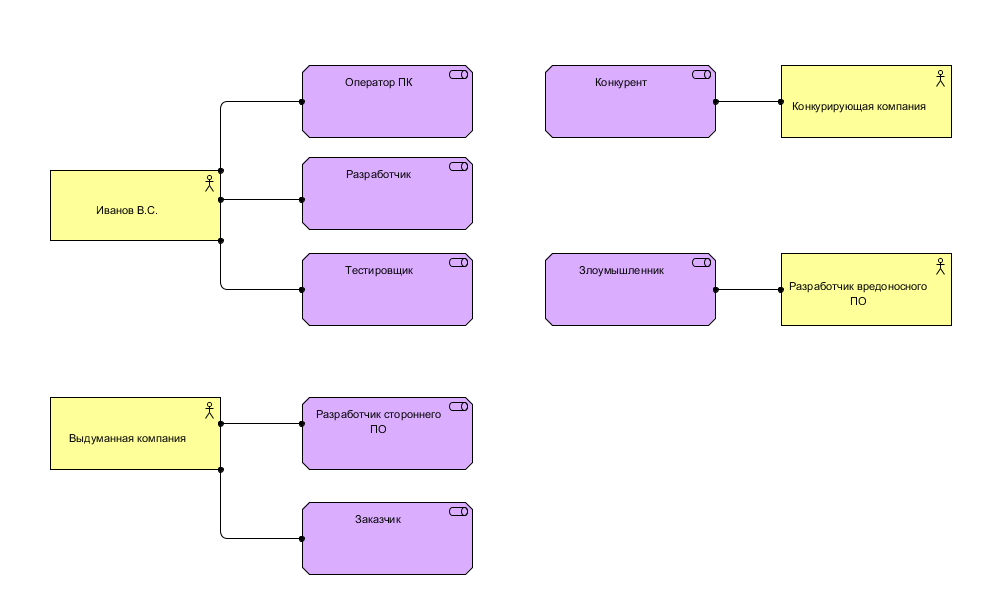 Оператор ПК
Конкурент
Конкурирующая компания
Разработчик
Иванов В.С.
Тестировщик
Злоумышленник
Разработчик вредоносного
ПО
Разработчик стороннего
ПО
Выдуманная компания
Заказчик